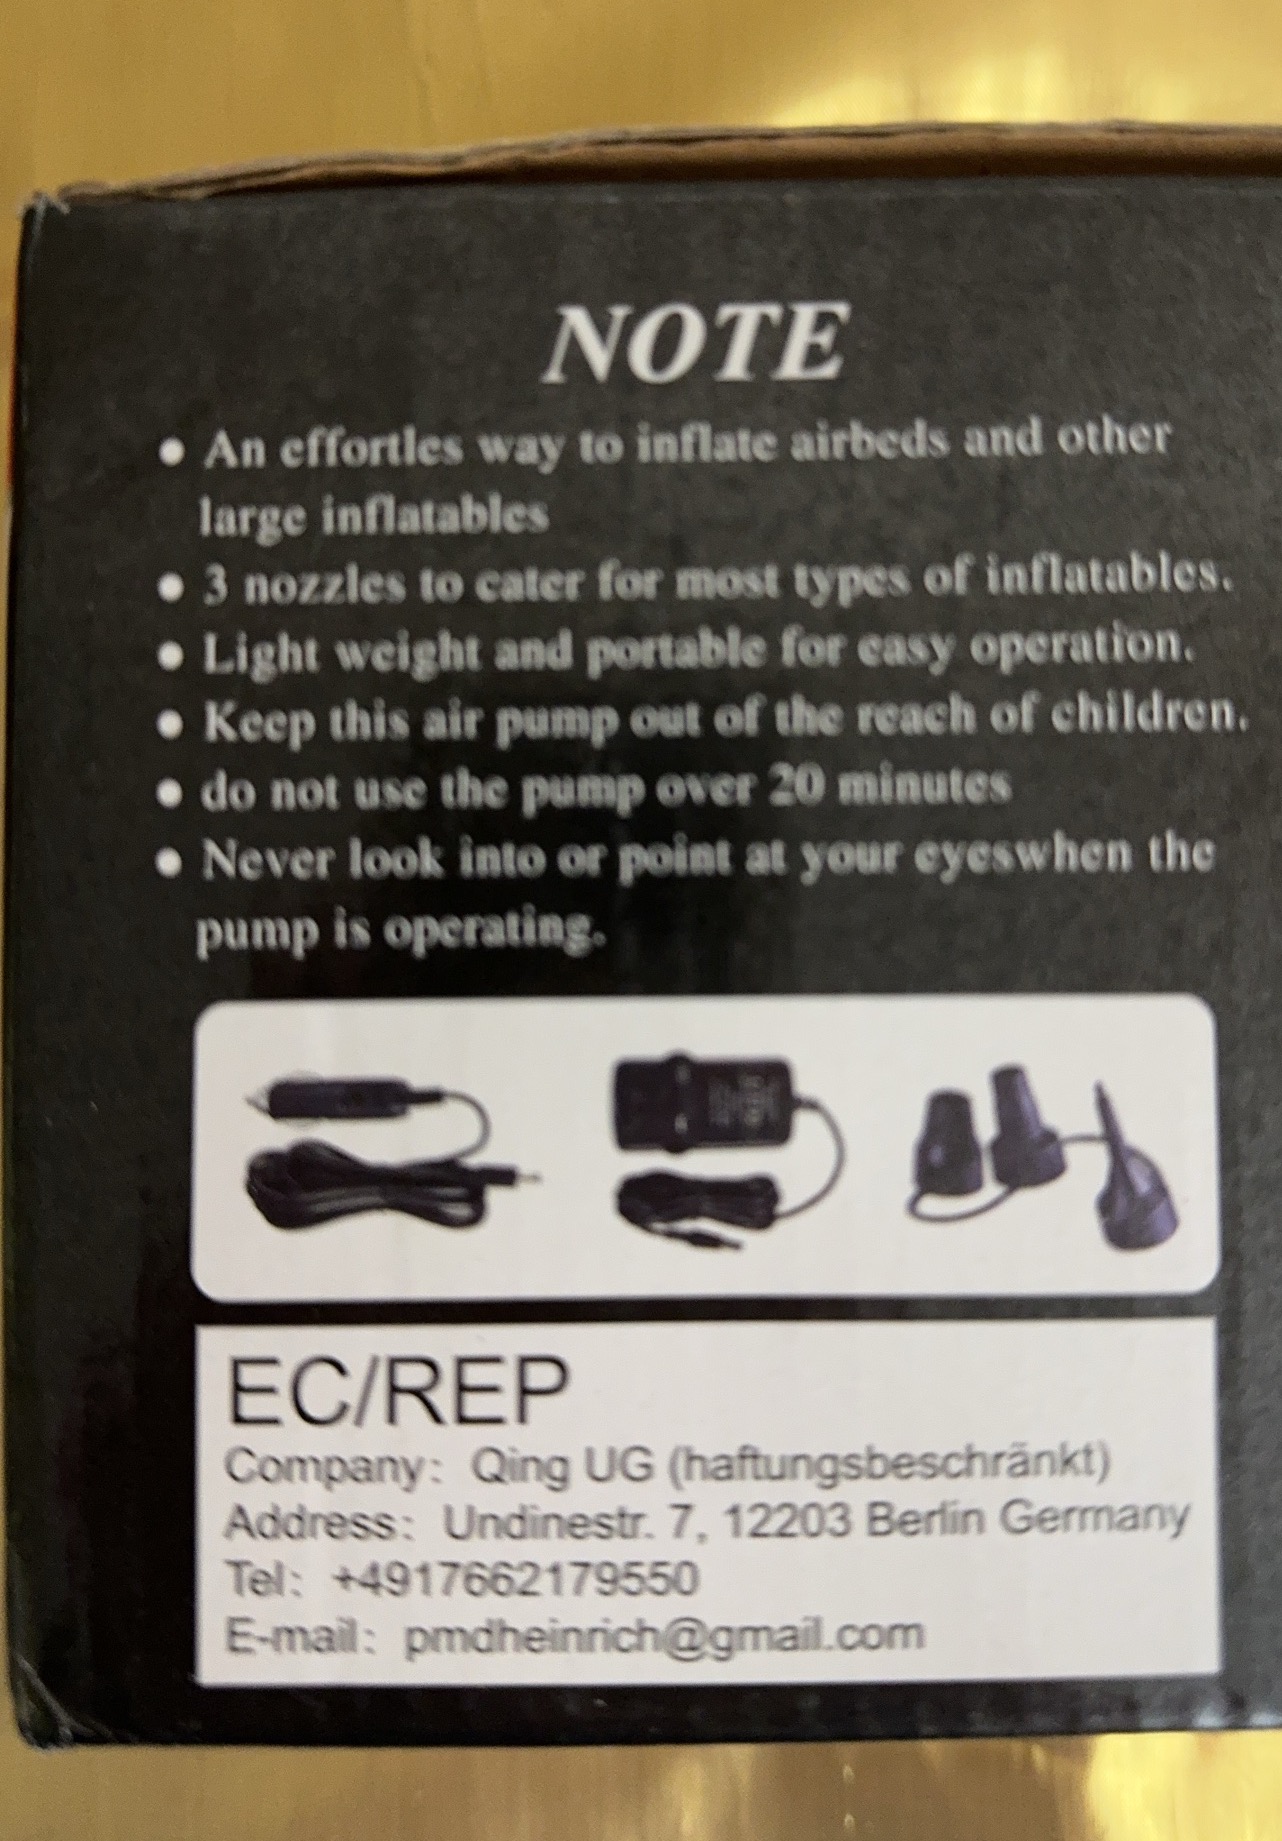 NOTE
● An effortles way to inflate airbeds and other
large inflatables
● 3 nozzles to cater for most types of inflatables.
● Light weight and portable for easy operation.
● Keep this air pump out of the reach of children.
● do not use the pump over 20 minutes
● Never look into or point at your eyeswhen the
pump is operating.
EC/REP
Company: Qing UG (haftungsbeschränkt)
Address: Undinestr. 7, 12203 Berlin Germany
Tel: +4917662179550
E-mail: pmdheinrich@gmail.com